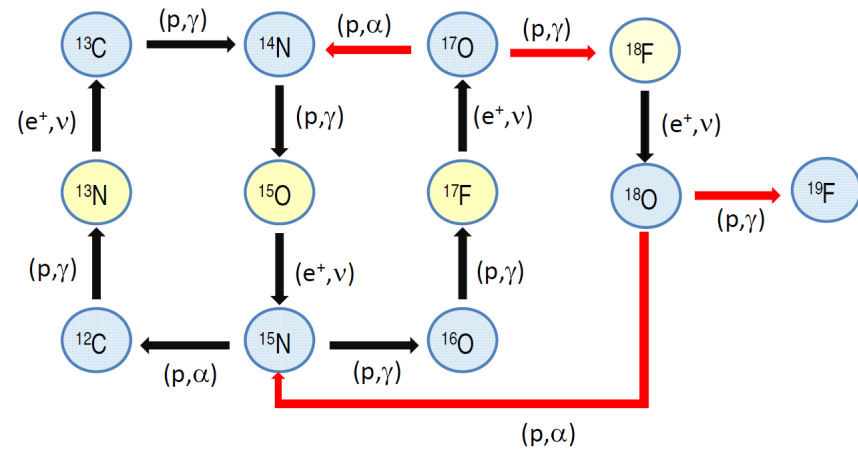 (p,γ) (p,α) (p,γ)
¹³C ¹⁴N ¹⁷O ¹⁸F
(e⁺,ν) (p,γ) (e⁺,ν) (e⁺,ν)
¹³N ¹⁵O ¹⁷F ¹⁸O ¹⁹F
(p,γ)
(p,γ) (e⁺,ν) (p,γ)
¹²C ¹⁵N ¹⁶O
(p,α) (p,γ)
(p,α)